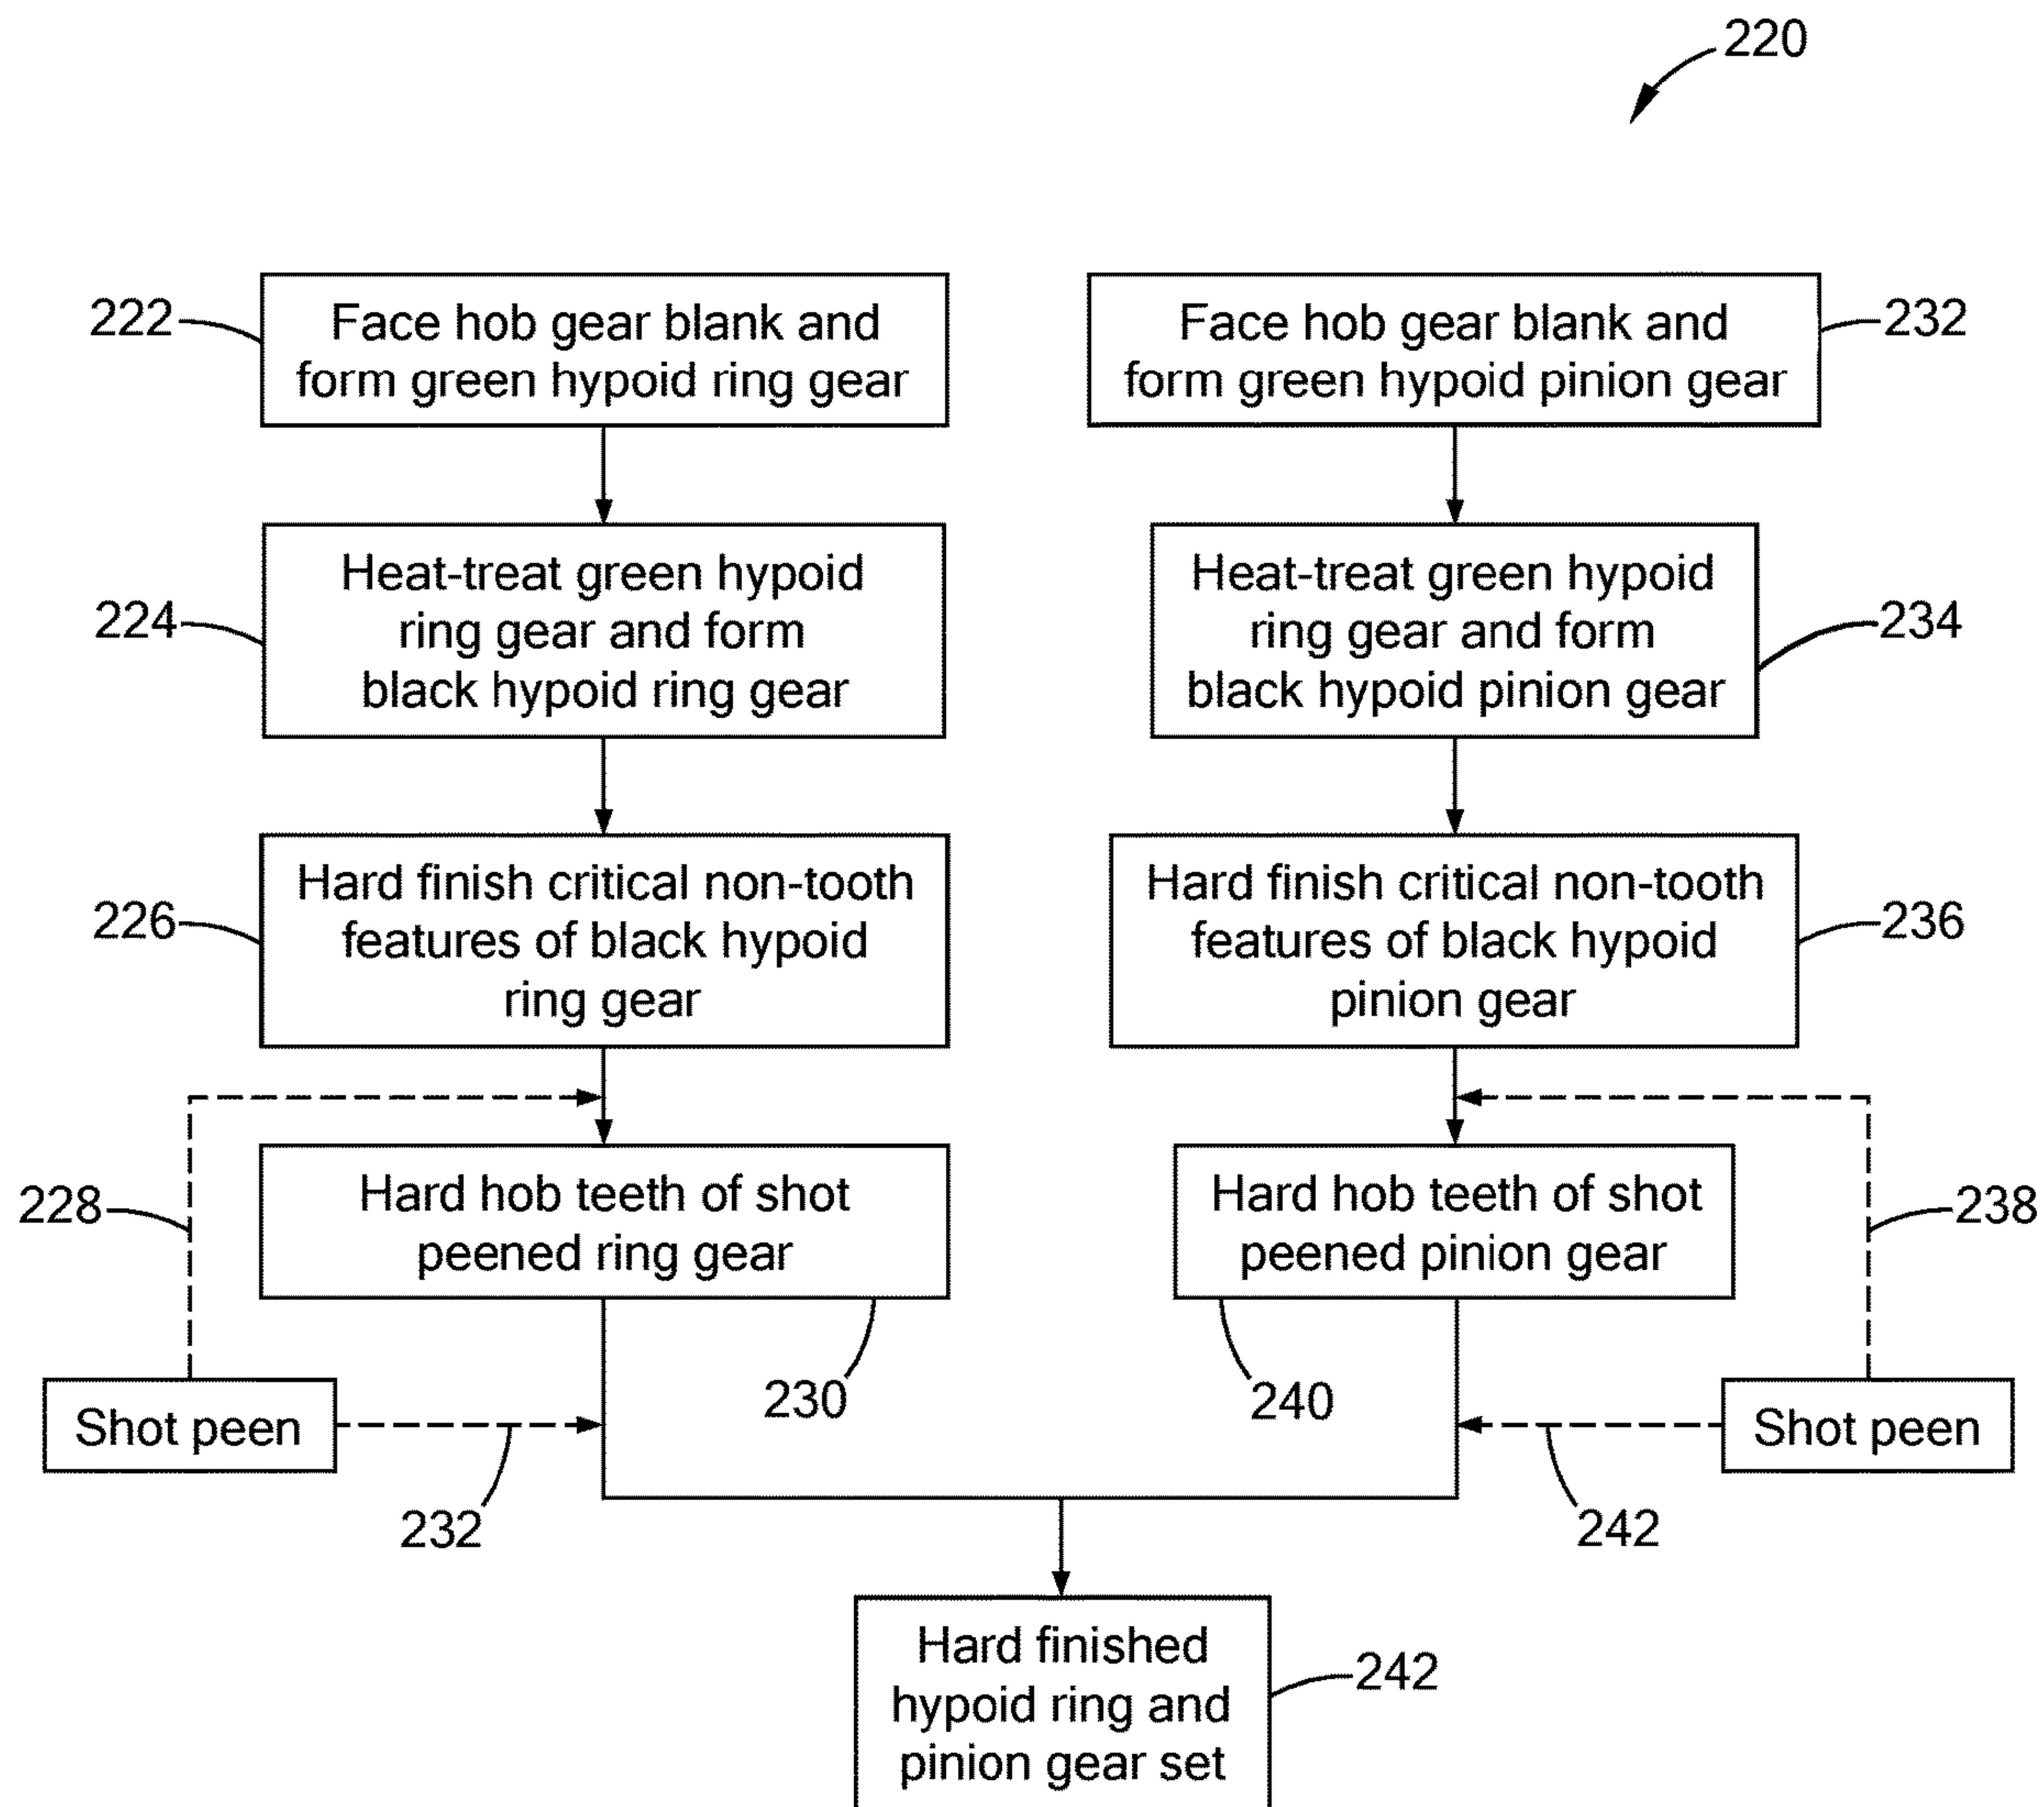 220
222
Face hob gear blank and
form green hypoid ring gear
Face hob gear blank and
form green hypoid pinion gear
232
224
Heat-treat green hypoid
ring gear and form
black hypoid ring gear
Heat-treat green hypoid
ring gear and form
black hypoid pinion gear
234
226
Hard finish critical non-tooth
features of black hypoid
ring gear
Hard finish critical non-tooth
features of black hypoid
pinion gear
236
228
Hard hob teeth of shot
peened ring gear
Hard hob teeth of shot
peened pinion gear
238
230
240
Shot peen
Shot peen
232
242
Hard finished
hypoid ring and
pinion gear set
242